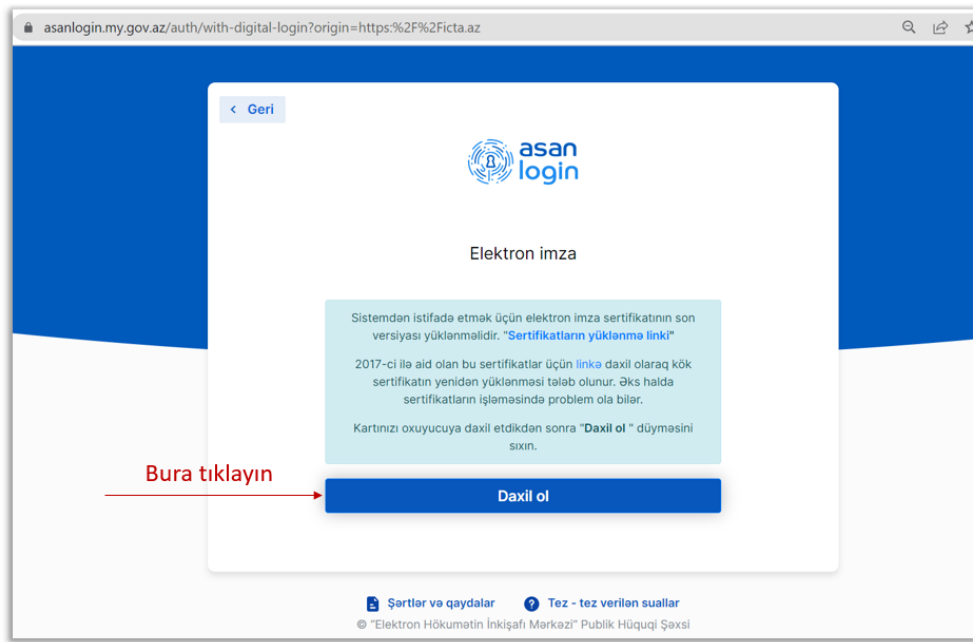 asanlogin.my.gov.az/auth/with-digital-login?origin=https:%2F%2Ficta.az
Geri
asan
login
Elektron imza
Sistemdən istifadə etmək üçün elektron imza sertifikatının son
versiyası yüklənməlidir. "Sertifikatların yüklənmə linki"
2017-ci ilə aid olan bu sertifikatlar üçün linkə daxil olaraq kök
sertifikatın yenidən yüklənməsi tələb olunur. Əks halda
sertifikatların işləməsində problem ola bilər.
Kartınızı oxuyucuya daxil etdikdən sonra "Daxil ol " düyməsini
sıxın.
Bura tıklayın
Daxil ol
Şərtlər və qaydalar Tez - tez verilən suallar
© "Elektron Hökumətin İnkişafı Mərkəzi" Publik Hüquqi Şəxsi